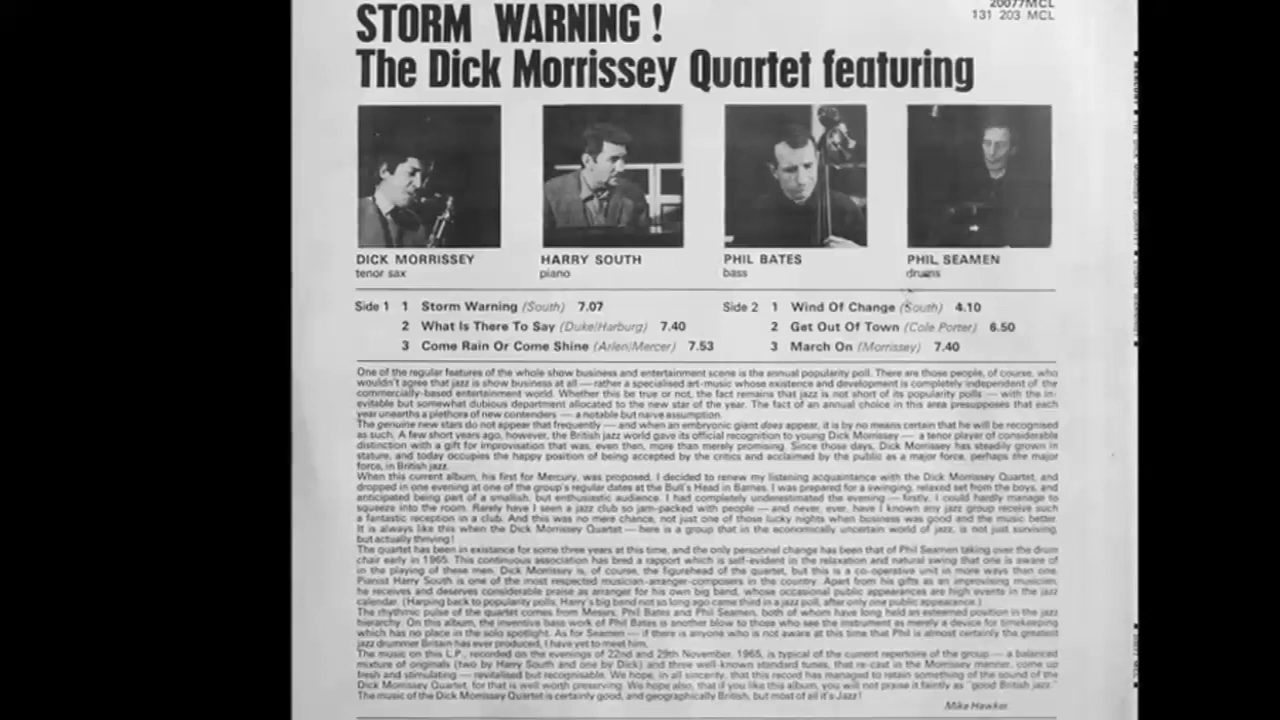 20077MCL
131 203 MCL
STORM WARNING !
The Dick Morrissey Quartet featuring
DICK MORRISSEY
tenor sax
HARRY SOUTH
piano
PHIL BATES
bass
PHIL SEAMEN
drums
Side 1 1 Storm Warning (South) 7.07
2 What Is There To Say (Duke/Harburg) 7.40
3 Come Rain Or Come Shine (Arlen/Mercer) 7.53
Side 2 1 Wind Of Change (South) 4.10
2 Get Out Of Town (Cole Porter) 6.50
3 March On (Morrissey) 7.40
One of the regular features of the whole show business and entertainment scene is the annual popularity poll. There are those people, of course, who
wouldn't agree that jazz is show business at all — rather a specialised art-music whose existence and development is completely independent of the
commercially-based entertainment world. Whether this be true or not, the fact remains that jazz is not short of its popularity polls — with the in-
evitable but somewhat dubious department allocated to the new star of the year. The fact of an annual choice in this area presupposes that each
year unearths a plethora of new contenders — a notable but naive assumption.
The genuine new stars do not appear that frequently — and when an embryonic giant does appear, it is by no means certain that he will be recognised
as such. A few short years ago, however, the British jazz world gave its official recognition to young Dick Morrissey — a tenor player of considerable
distinction with a gift for improvisation that was, even then, more than merely promising. Since those days, Dick Morrissey has steadily grown in
stature, and today occupies the happy position of being accepted by the critics and acclaimed by the public as a major force, perhaps the major
force, in British jazz.
When this current album, his first for Mercury, was proposed, I decided to renew my listening acquaintance with the Dick Morrissey Quartet, and
dropped in one evening at one of the group's regular dates at the Bull's Head in Barnes. I was prepared for a swinging, relaxed set from the boys, and
anticipated being part of a smallish, but enthusiastic audience. I had completely underestimated the evening — firstly, I could hardly manage to
squeeze into the room. Rarely have I seen a jazz club so jam-packed with people — and never, ever, have I known any jazz group receive such
a fantastic reception in a club. And this was no mere chance, not just one of those lucky nights when business was good and the music better.
It is always like this when the Dick Morrissey Quartet — here is a group that in the economically uncertain world of jazz, is not just surviving,
but actually thriving!
The quartet has been in existence for some three years at this time, and the only personnel change has been that of Phil Seamen taking over the drum
chair early in 1965. This continuous association has bred a rapport which is self-evident in the relaxation and natural swing that one is aware of
in the playing of these men. Dick Morrissey is, of course, the figurehead of the quartet, but this is a co-operative unit in more ways than one.
Pianist Harry South is one of the most respected musician-arranger-composers in the country. Apart from his gifts as an improvising musician,
he receives and deserves considerable praise as arranger for his own big band, whose occasional public appearances are high events in the jazz
calendar. (Harping back to popularity polls, Harry's big band not so long ago came third in a jazz poll, after only one public appearance.)
The rhythmic pulse of the quartet comes from Messrs. Phil Bates and Phil Seamen, both of whom have long held an esteemed position in the jazz
hierarchy. On this album, the inventive bass work of Phil Bates is another blow to those who see the instrument as merely a device for timekeeping
which has no place in the solo spotlight. As for Seamen — if there is anyone who is not aware at this time that Phil is almost certainly the greatest
jazz drummer Britain has ever produced, I have yet to meet him.
The music on this L.P., recorded on the evenings of 22nd and 29th November, 1965, is typical of the current repertoire of the group — a balanced
mixture of originals (two by Harry South and one by Dick) and three well-known standard tunes, that re-cast in the Morrissey manner, come up
fresh and stimulating — revitalised but recognisable. We hope, in all sincerity, that this record has managed to retain something of the sound of the
Dick Morrissey Quartet, for that is well worth preserving. We hope also, that if you like this album, you will not praise it faintly as "good British jazz."
The music of the Dick Morrissey Quartet is certainly good, and geographically British, but most of all it's Jazz!
Mike Hawker.